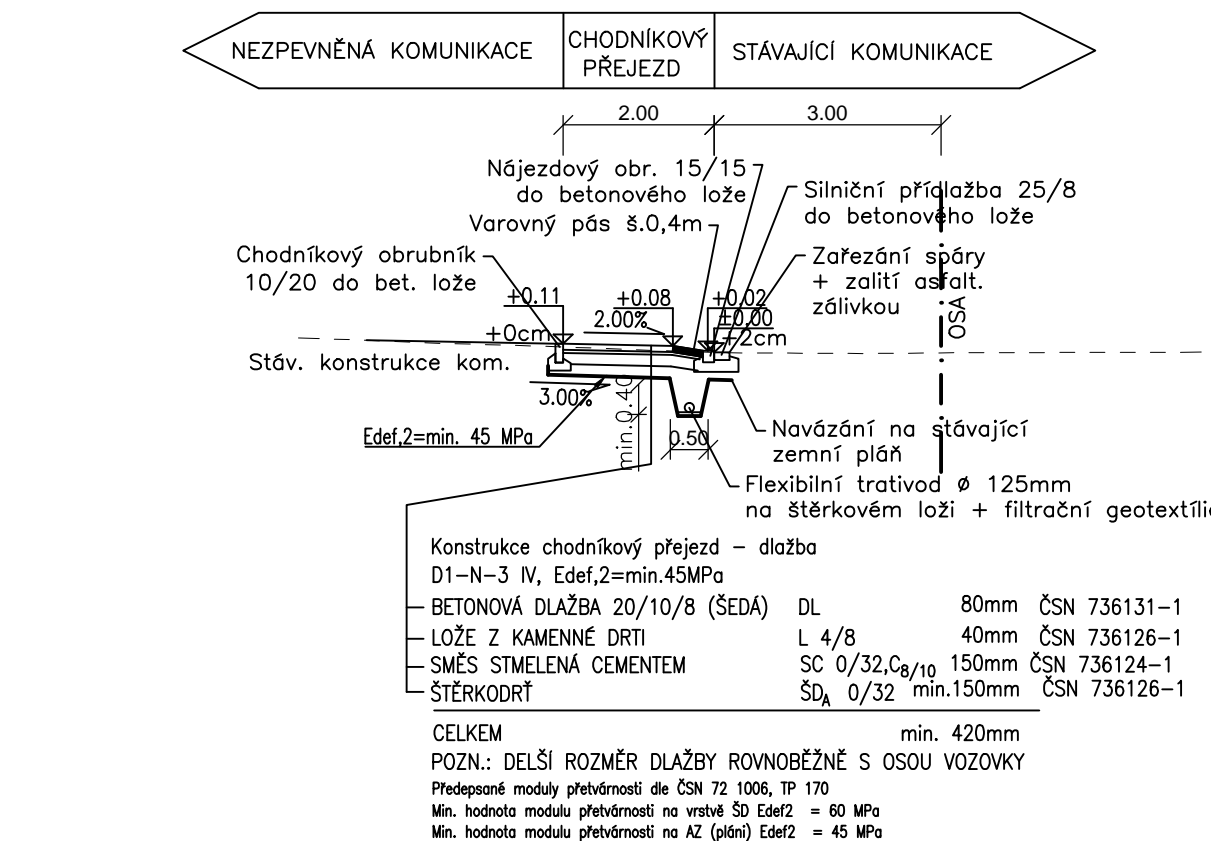 NEZPEVNĚNÁ KOMUNIKACE
CHODNÍKOVÝ
PŘEJEZD
STÁVAJÍCÍ KOMUNIKACE
2.00
3.00
Nájezdový obr. 15/15
do betonového lože
Silniční přídlažba 25/8
do betonového lože
Varovný pás š.0,4m
Chodníkový obrubník
10/20 do bet. lože
Zařezání spáry
+ zalití asfalt.
zálivkou
OSA
+0.11
+0.08
+0.02
2.00%
±0.00
+0cm
+2cm
Stáv. konstrukce kom.
3.00%
min.0.40
Edef,2=min. 45 MPa
0.50
Navázání na stávající
zemní pláň
Flexibilní trativod Ø 125mm
na štěrkovém loži + filtrační geotextílie
Konstrukce chodníkový přejezd – dlažba
D1–N–3 IV, Edef,2=min.45MPa
BETONOVÁ DLAŽBA 20/10/8 (ŠEDÁ) DL 80mm ČSN 736131–1
LOŽE Z KAMENNÉ DRTI L 4/8 40mm ČSN 736126–1
SMĚS STMELENÁ CEMENTEM SC 0/32,C8/10 150mm ČSN 736124–1
ŠTĚRKODRŤ ŠDA 0/32 min.150mm ČSN 736126–1
CELKEM min. 420mm
POZN.: DELŠÍ ROZMĚR DLAŽBY ROVNOBĚŽNĚ S OSOU VOZOVKY
Předepsané moduly přetvárnosti dle ČSN 72 1006, TP 170
Min. hodnota modulu přetvárnosti na vrstvě ŠD Edef2 = 60 MPa
Min. hodnota modulu přetvárnosti na AZ (pláni) Edef2 = 45 MPa